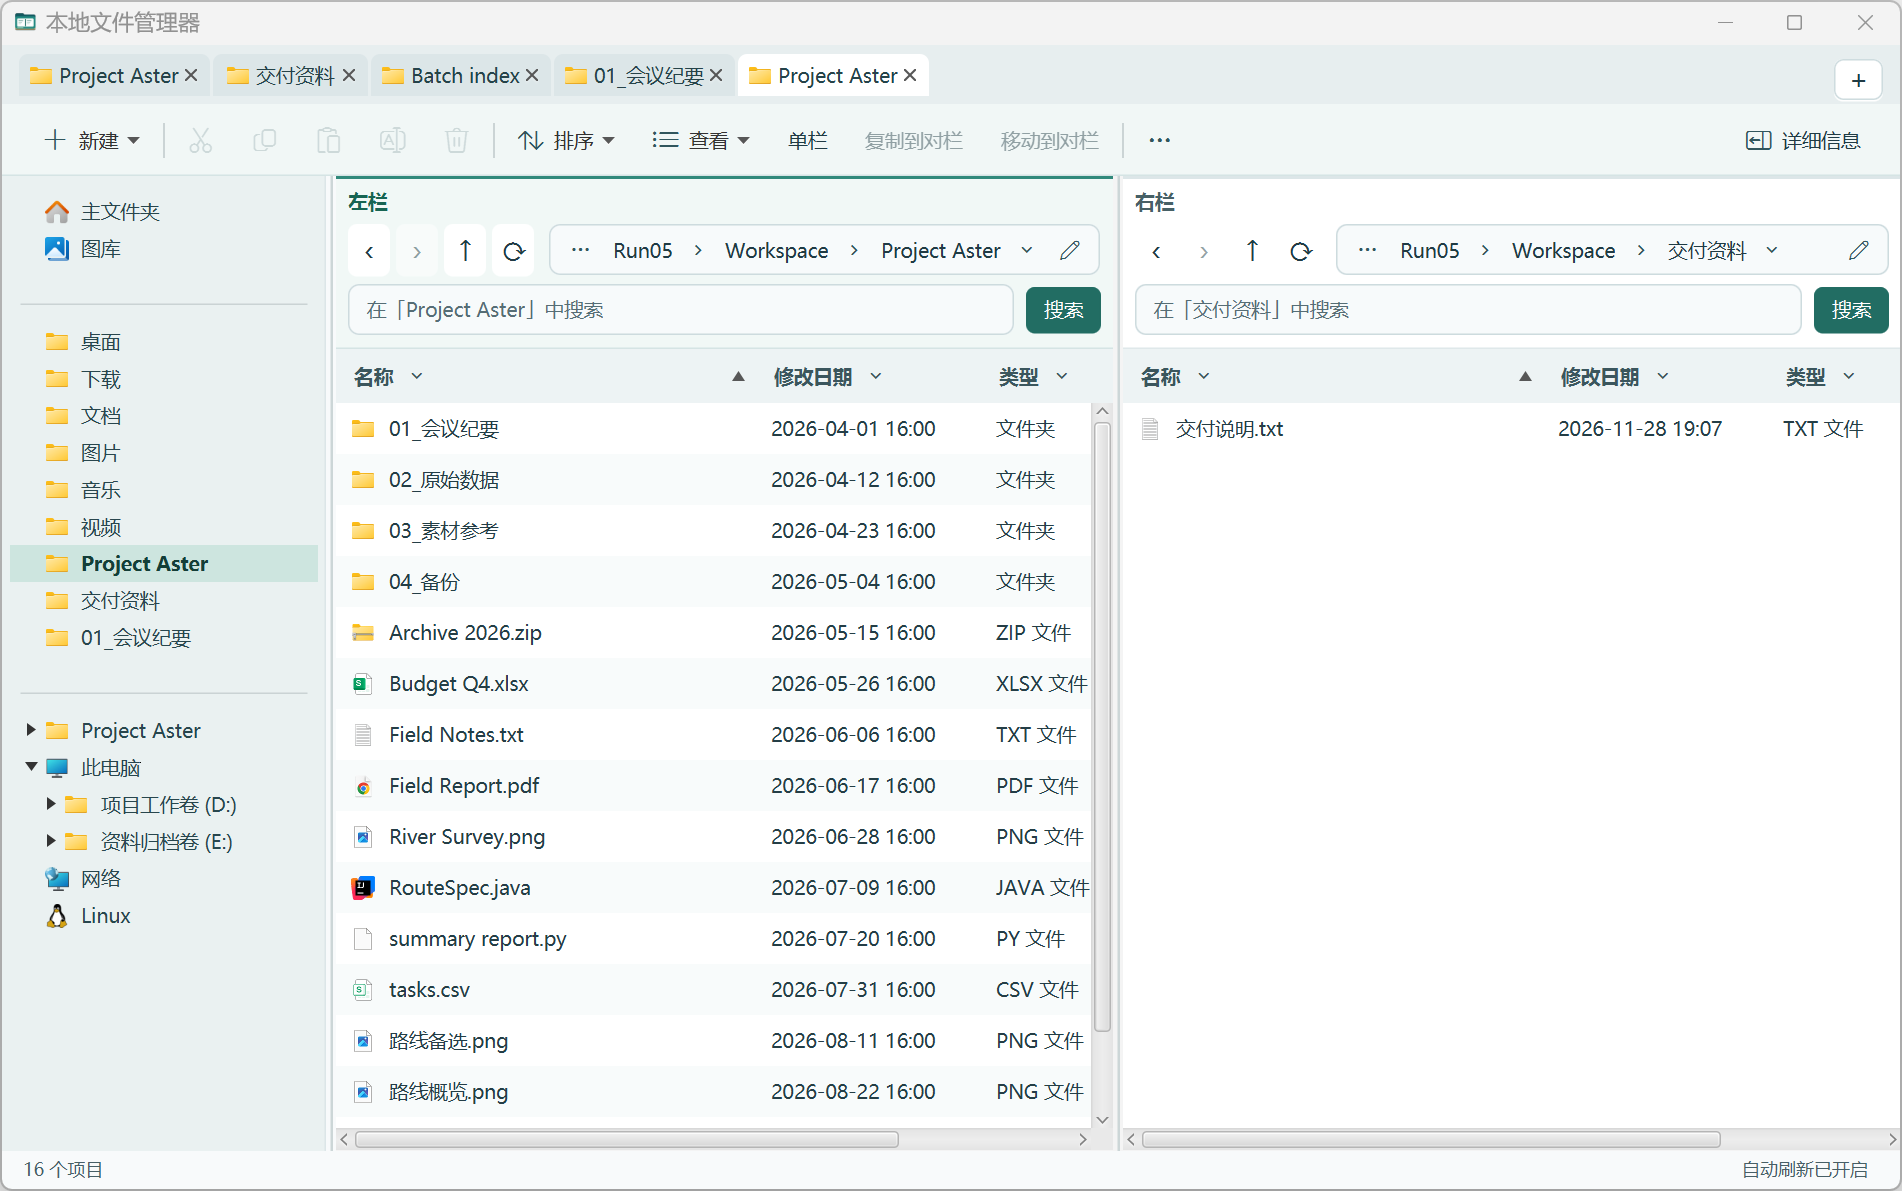 本地文件管理器
Project Aster
交付资料
Batch index
01_会议纪要
Project Aster
新建
排序
查看
单栏
复制到对栏
移动到对栏
详细信息
主文件夹
图库
桌面
下载
文档
图片
音乐
视频
Project Aster
交付资料
01_会议纪要
Project Aster
此电脑
项目工作卷 (D:)
资料归档卷 (E:)
网络
Linux
左栏
Run05 Workspace Project Aster
在「Project Aster」中搜索 搜索
名称 修改日期 类型
01_会议纪要 2026-04-01 16:00 文件夹
02_原始数据 2026-04-12 16:00 文件夹
03_素材参考 2026-04-23 16:00 文件夹
04_备份 2026-05-04 16:00 文件夹
Archive 2026.zip 2026-05-15 16:00 ZIP 文件
Budget Q4.xlsx 2026-05-26 16:00 XLSX 文件
Field Notes.txt 2026-06-06 16:00 TXT 文件
Field Report.pdf 2026-06-17 16:00 PDF 文件
River Survey.png 2026-06-28 16:00 PNG 文件
RouteSpec.java 2026-07-09 16:00 JAVA 文件
summary report.py 2026-07-20 16:00 PY 文件
tasks.csv 2026-07-31 16:00 CSV 文件
路线备选.png 2026-08-11 16:00 PNG 文件
路线概览.png 2026-08-22 16:00 PNG 文件
右栏
Run05 Workspace 交付资料
在「交付资料」中搜索 搜索
名称 修改日期 类型
交付说明.txt 2026-11-28 19:07 TXT 文件
16 个项目
自动刷新已开启